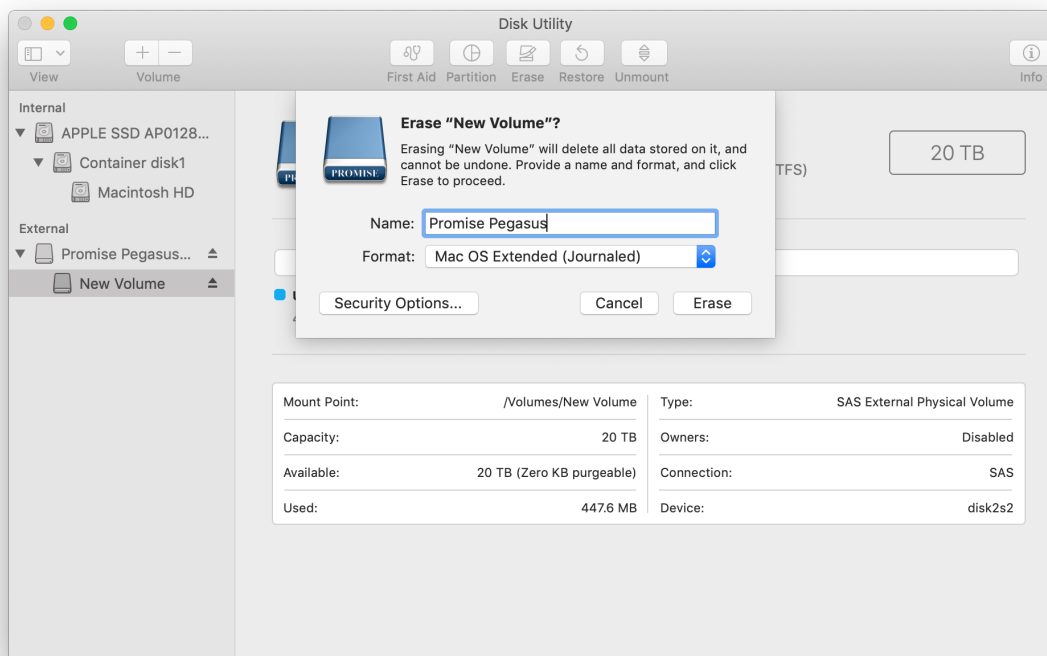 Disk Utility
View
Volume
First Aid
Partition
Erase
Restore
Unmount
Info
Internal
APPLE SSD AP0128...
Container disk1
Macintosh HD
External
Promise Pegasus...
New Volume
PROMISE
Erase “New Volume”?
Erasing “New Volume” will delete all data stored on it, and
cannot be undone. Provide a name and format, and click
Erase to proceed.
Name: Promise Pegasus
Format: Mac OS Extended (Journaled)
Security Options...
Cancel
Erase
TFS)
20 TB
Mount Point: /Volumes/New Volume
Capacity: 20 TB
Available: 20 TB (Zero KB purgeable)
Used: 447.6 MB
Type: SAS External Physical Volume
Owners: Disabled
Connection: SAS
Device: disk2s2